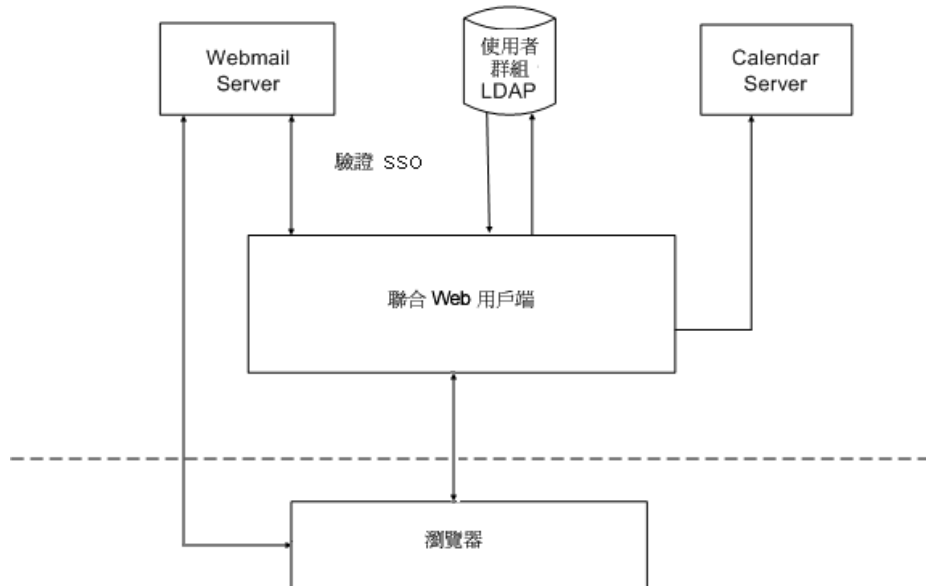 Webmail
Server
使用者
群組
LDAP
Calendar
Server
驗證 SSO
聯合 Web 用戶端
瀏覽器